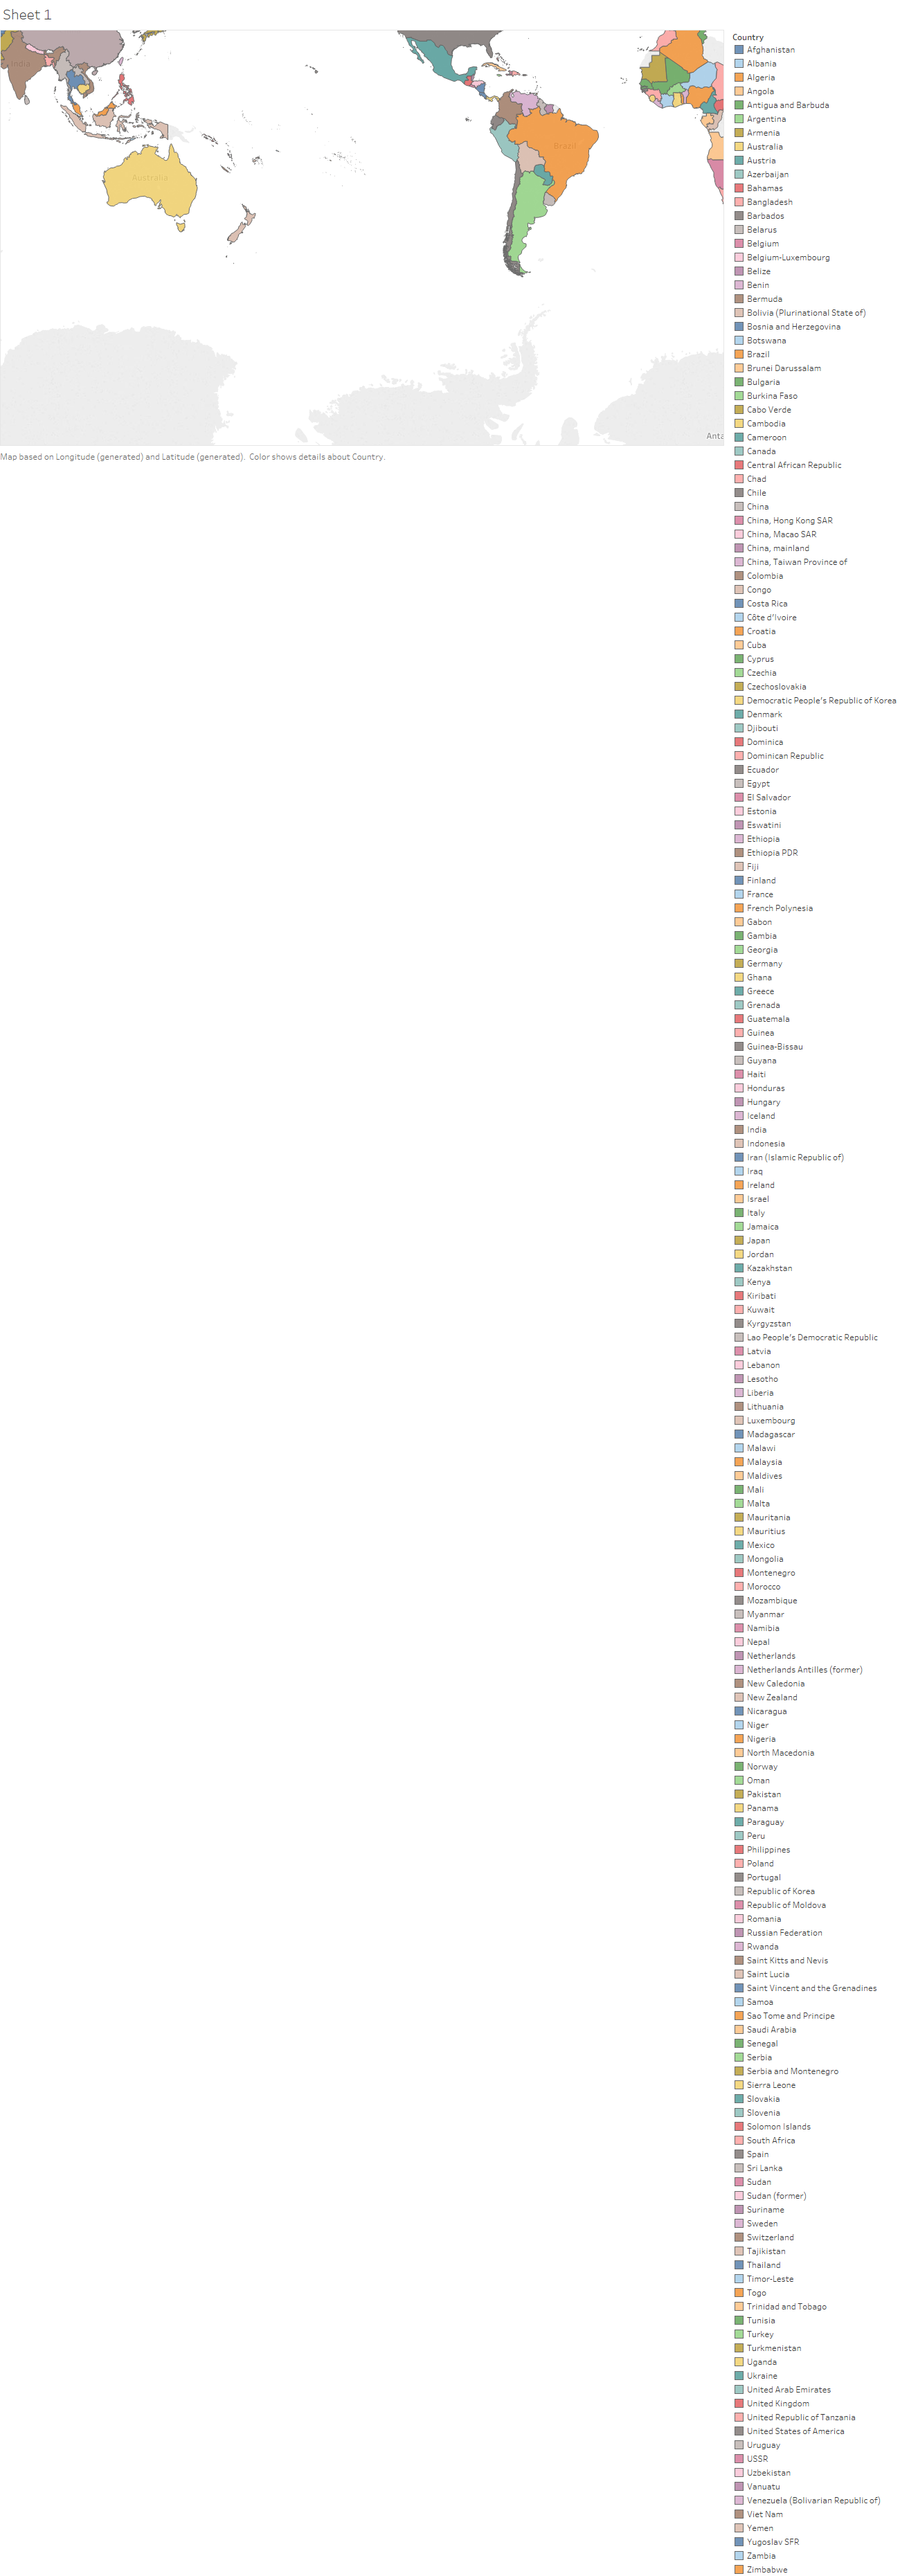 Sheet 1
Country
India
Australia
Brazil
Anta
Map based on Longitude (generated) and Latitude (generated).  Color shows details about Country.
Afghanistan
Albania
Algeria
Angola
Antigua and Barbuda
Argentina
Armenia
Australia
Austria
Azerbaijan
Bahamas
Bangladesh
Barbados
Belarus
Belgium
Belgium-Luxembourg
Belize
Benin
Bermuda
Bolivia (Plurinational State of)
Bosnia and Herzegovina
Botswana
Brazil
Brunei Darussalam
Bulgaria
Burkina Faso
Cabo Verde
Cambodia
Cameroon
Canada
Central African Republic
Chad
Chile
China
China, Hong Kong SAR
China, Macao SAR
China, mainland
China, Taiwan Province of
Colombia
Congo
Costa Rica
Côte d'Ivoire
Croatia
Cuba
Cyprus
Czechia
Czechoslovakia
Democratic People's Republic of Korea
Denmark
Djibouti
Dominica
Dominican Republic
Ecuador
Egypt
El Salvador
Estonia
Eswatini
Ethiopia
Ethiopia PDR
Fiji
Finland
France
French Polynesia
Gabon
Gambia
Georgia
Germany
Ghana
Greece
Grenada
Guatemala
Guinea
Guinea-Bissau
Guyana
Haiti
Honduras
Hungary
Iceland
India
Indonesia
Iran (Islamic Republic of)
Iraq
Ireland
Israel
Italy
Jamaica
Japan
Jordan
Kazakhstan
Kenya
Kiribati
Kuwait
Kyrgyzstan
Lao People's Democratic Republic
Latvia
Lebanon
Lesotho
Liberia
Lithuania
Luxembourg
Madagascar
Malawi
Malaysia
Maldives
Mali
Malta
Mauritania
Mauritius
Mexico
Mongolia
Montenegro
Morocco
Mozambique
Myanmar
Namibia
Nepal
Netherlands
Netherlands Antilles (former)
New Caledonia
New Zealand
Nicaragua
Niger
Nigeria
North Macedonia
Norway
Oman
Pakistan
Panama
Paraguay
Peru
Philippines
Poland
Portugal
Republic of Korea
Republic of Moldova
Romania
Russian Federation
Rwanda
Saint Kitts and Nevis
Saint Lucia
Saint Vincent and the Grenadines
Samoa
Sao Tome and Principe
Saudi Arabia
Senegal
Serbia
Serbia and Montenegro
Sierra Leone
Slovakia
Slovenia
Solomon Islands
South Africa
Spain
Sri Lanka
Sudan
Sudan (former)
Suriname
Sweden
Switzerland
Tajikistan
Thailand
Timor-Leste
Togo
Trinidad and Tobago
Tunisia
Turkey
Turkmenistan
Uganda
Ukraine
United Arab Emirates
United Kingdom
United Republic of Tanzania
United States of America
Uruguay
USSR
Uzbekistan
Vanuatu
Venezuela (Bolivarian Republic of)
Viet Nam
Yemen
Yugoslav SFR
Zambia
Zimbabwe